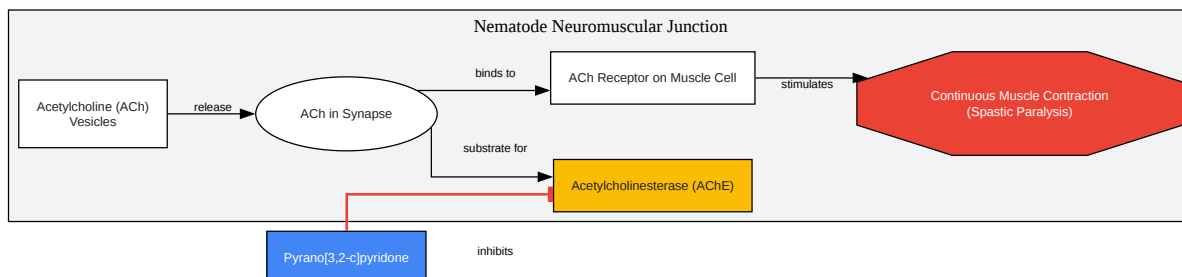 Nematode Neuromuscular Junction
Acetylcholine (ACh)
Vesicles
release
ACh in Synapse
binds to
ACh Receptor on Muscle Cell
stimulates
Continuous Muscle Contraction
(Spastic Paralysis)
substrate for
Acetylcholinesterase (AChE)
Pyrano[3,2-c]pyridone
inhibits